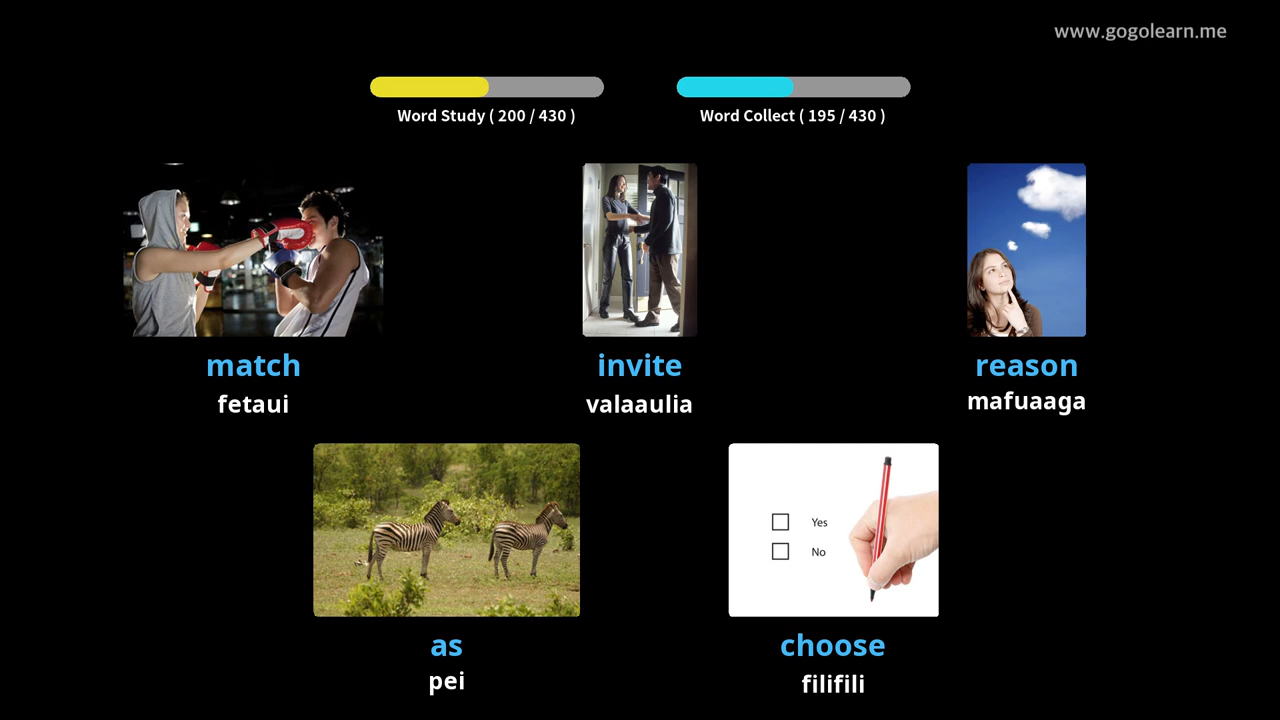 www.gogolearn.me
Word Study ( 200 / 430 )
Word Collect ( 195 / 430 )
match
fetaui
invite
valaaulia
reason
mafuaaga
Yes
No
as
pei
choose
filifili